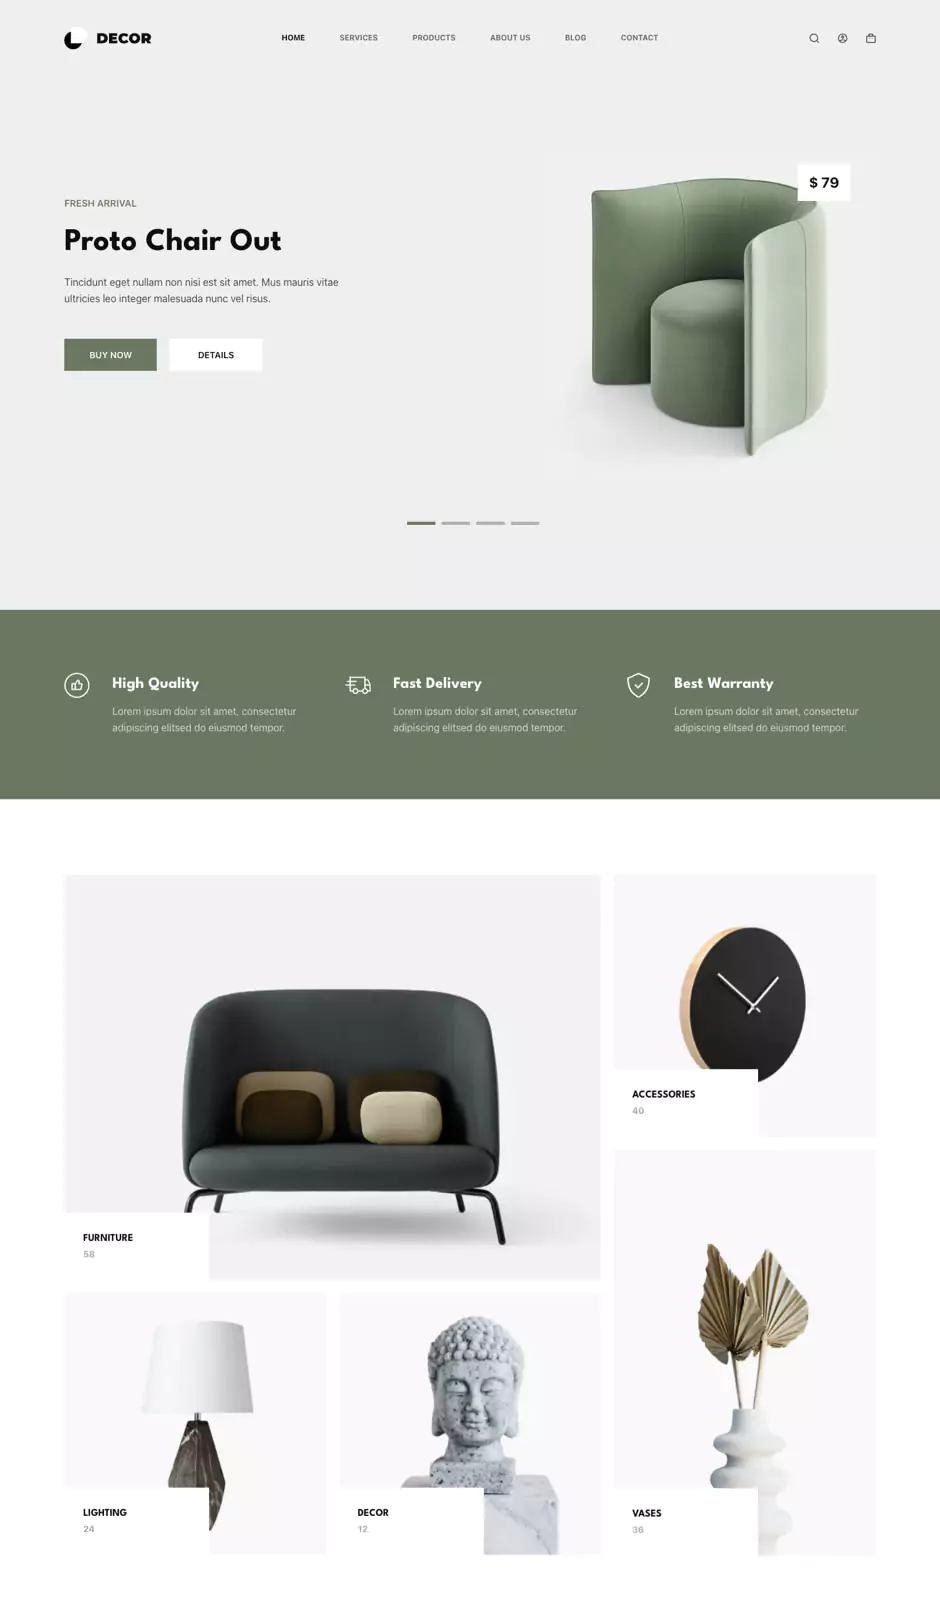 DECOR
HOME
SERVICES
PRODUCTS
ABOUT US
BLOG
CONTACT
$ 79
FRESH ARRIVAL
Proto Chair Out
Tincidunt eget nullam non nisi est sit amet. Mus mauris vitae
ultricies leo integer malesuada nunc vel risus.
BUY NOW
DETAILS
High Quality
Lorem ipsum dolor sit amet, consectetur
adipiscing elitsed do eiusmod tempor.
Fast Delivery
Lorem ipsum dolor sit amet, consectetur
adipiscing elitsed do eiusmod tempor.
Best Warranty
Lorem ipsum dolor sit amet, consectetur
adipiscing elitsed do eiusmod tempor.
ACCESSORIES
40
FURNITURE
58
LIGHTING
24
DECOR
12
VASES
36